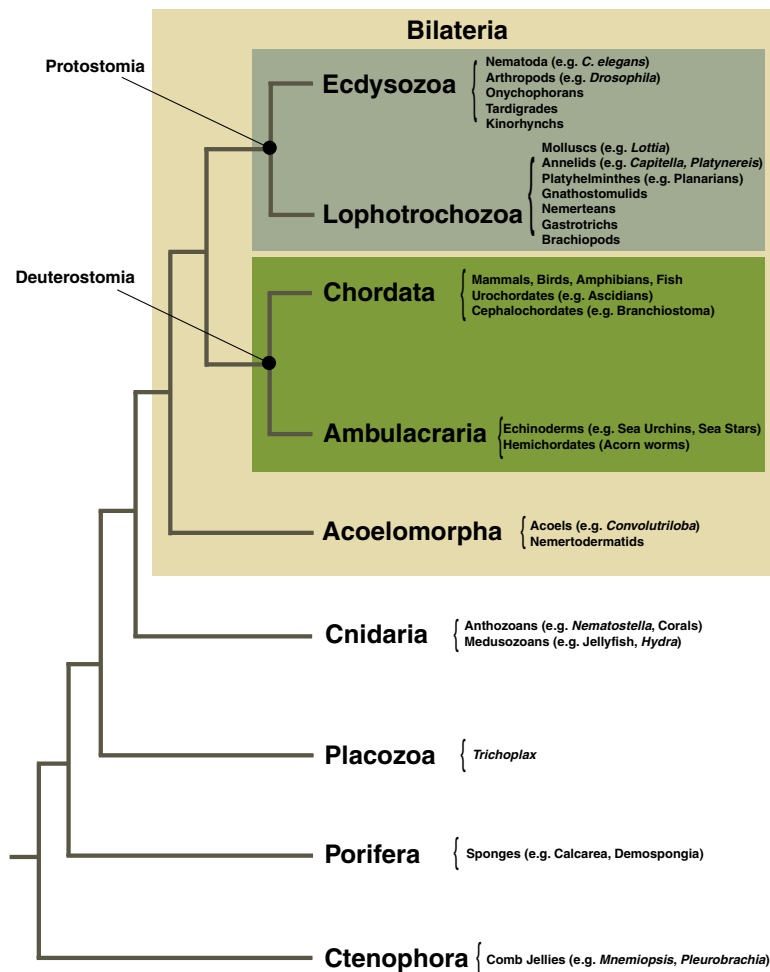 Bilateria
Protostomia
Ecdysozoa
Nematoda (e.g. C. elegans)
Arthropods (e.g. Drosophila)
Onychophorans
Tardigrades
Kinorhynchs
Lophotrochozoa
Molluscs (e.g. Lottia)
Annelids (e.g. Capitella, Platynereis)
Platyhelminthes (e.g. Planarians)
Gnathostomulids
Nemerteans
Gastrotrichs
Brachiopods
Deuterostomia
Chordata
Mammals, Birds, Amphibians, Fish
Urochordates (e.g. Ascidians)
Cephalochordates (e.g. Branchiostoma)
Ambulacraria
Echinoderms (e.g. Sea Urchins, Sea Stars)
Hemichordates (Acorn worms)
Acoelomorpha
Acoels (e.g. Convolutriloba)
Nemertodermatids
Cnidaria
Anthozoans (e.g. Nematostella, Corals)
Medusozoans (e.g. Jellyfish, Hydra)
Placozoa
Trichoplax
Porifera
Sponges (e.g. Calcarea, Demospongia)
Ctenophora
Comb Jellies (e.g. Mnemiopsis, Pleurobrachia)